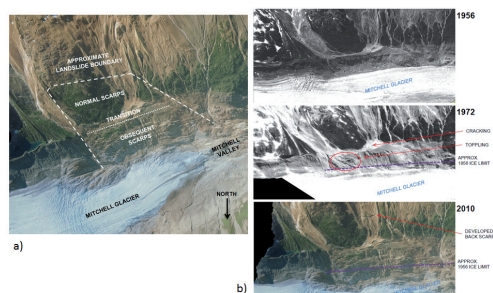 APPROXIMATE
LANDSLIDE BOUNDARY
NORMAL SCARPS
TRANSITION
OBSEQUENT
SCARPS
MITCHELL
VALLEY
MITCHELL GLACIER
NORTH
a)
1956
MITCHELL GLACIER
1972
CRACKING
TOPPLING
APPROX.
1956 ICE LIMIT
MITCHELL GLACIER
2010
DEVELOPED
BACK SCARP
APPROX.
1956 ICE LIMIT
b)